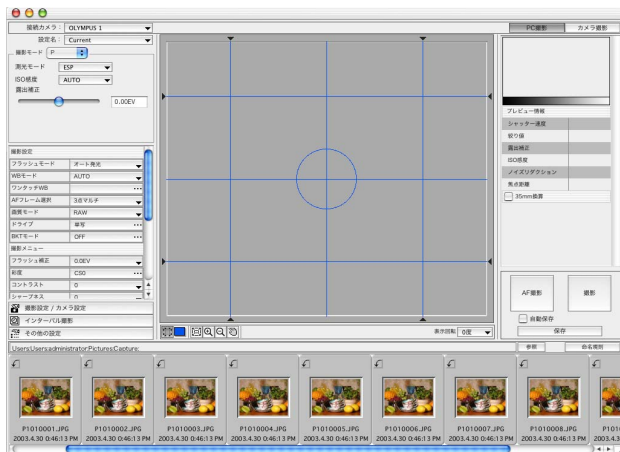 接続カメラ： OLYMPUS 1
PC撮影
カメラ撮影
設定名： Current
撮影モード P
測光モード ESP
ISO感度 AUTO
露出補正
0.00EV
プレビュー情報
シャッター速度
絞り値
露出補正
ISO感度
ノイズリダクション
焦点距離
35mm換算
撮影設定
フラッシュモード オート発光
WBモード AUTO
ワンタッチWB
AFフレーム選択 3点マルチ
画質モード RAW
ドライブ 単写
BKTモード OFF
撮影メニュー
フラッシュ補正 0.0EV
彩度 CS0
コントラスト 0
シャープネス 0
撮影設定 / カメラ設定
インターバル撮影
その他の設定
AF撮影
撮影
自動保存
保存
表示回転 0度
Users:Users:administrator:Pictures:Capture:
参照
命名規則
P1010001.JPG
2003.4.30 0:46:13 PM
P1010002.JPG
2003.4.30 0:46:13 PM
P1010003.JPG
2003.4.30 0:46:13 PM
P1010004.JPG
2003.4.30 0:46:13 PM
P1010005.JPG
2003.4.30 0:46:13 PM
P1010006.JPG
2003.4.30 0:46:13 PM
P1010007.JPG
2003.4.30 0:46:13 PM
P1010008.JPG
2003.4.30 0:46:13 PM